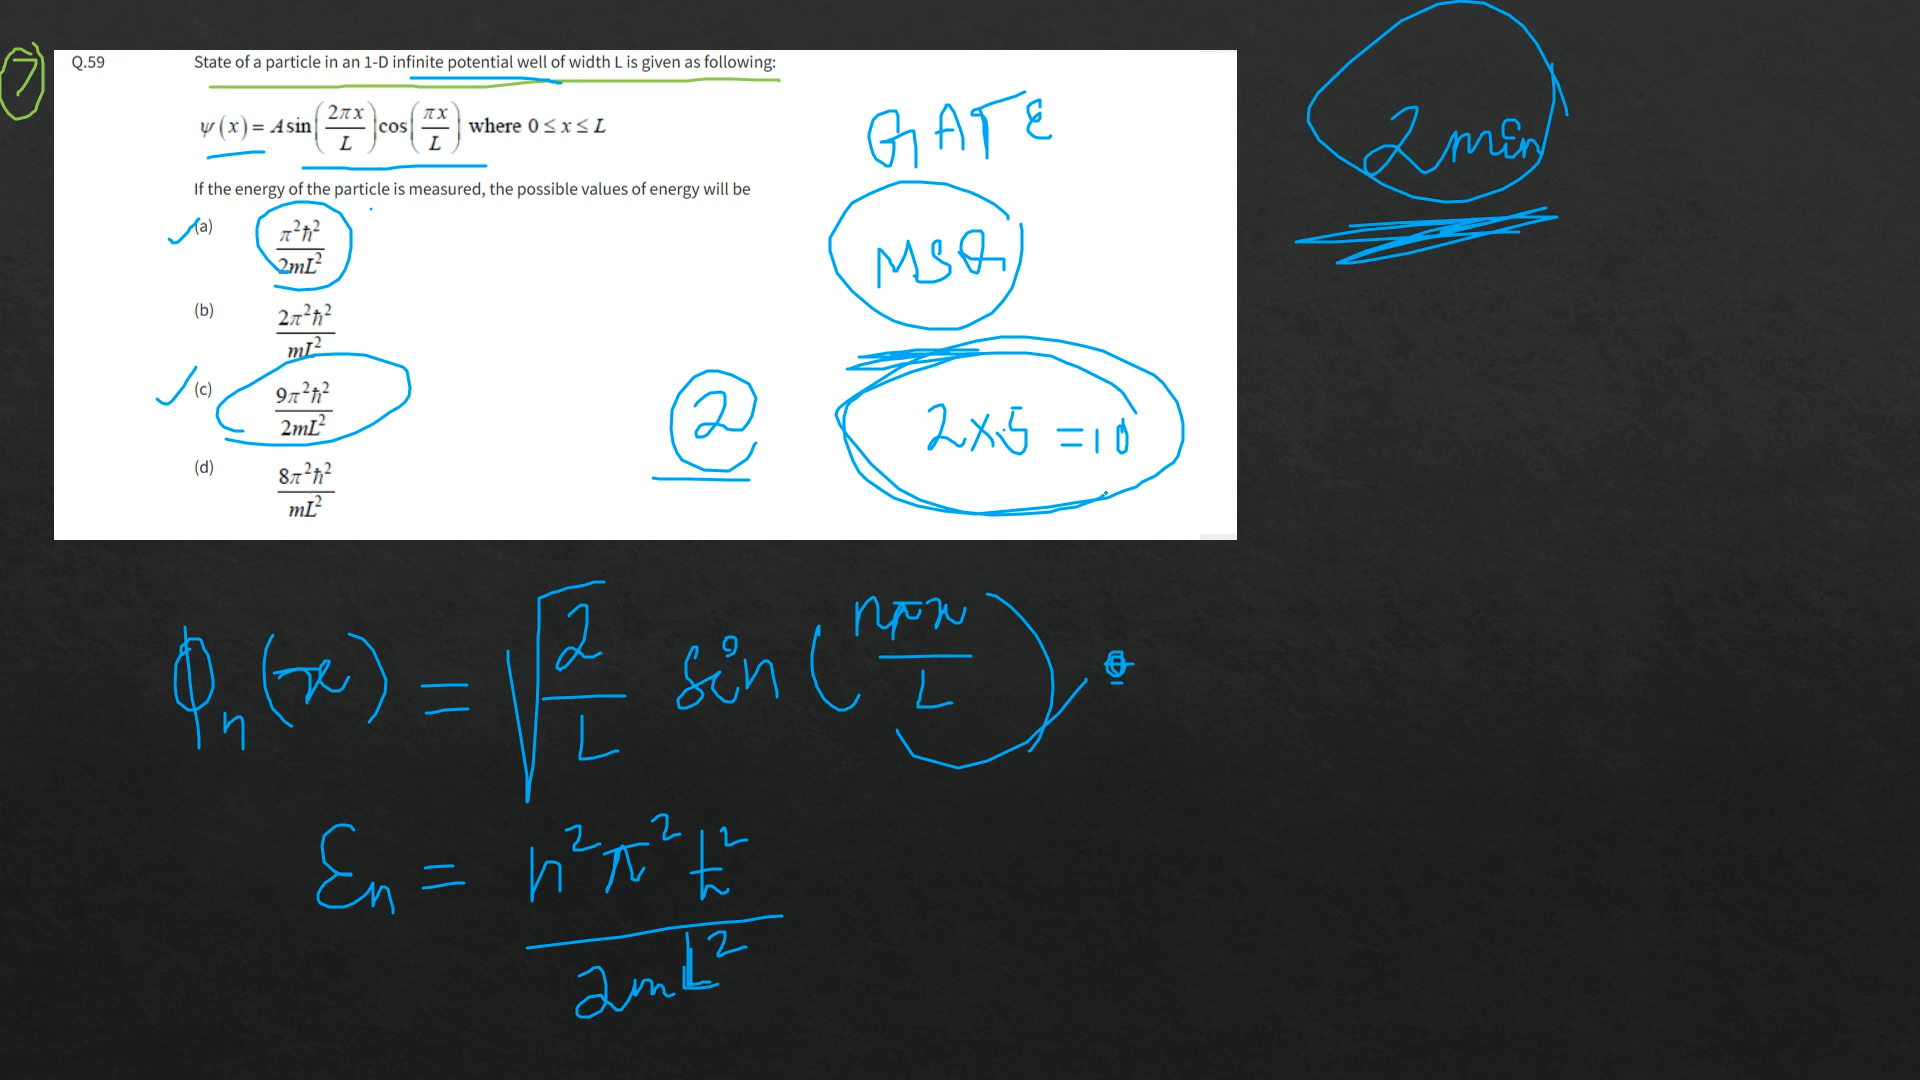 7
Q.59 State of a particle in an 1-D infinite potential well of width L is given as following:
ψ(x) = A sin(2πx/L) cos(πx/L) where 0 ≤ x ≤ L
If the energy of the particle is measured, the possible values of energy will be
(a) π²ħ²/2mL²
(b) 2π²ħ²/mL²
(c) 9π²ħ²/2mL²
(d) 8π²ħ²/mL²
GATE
MSQ
2
2×5 = 10
2 min
ϕn(x) = √(2/L) sin(nπx/L),
En = n²π²ħ²/2mL²